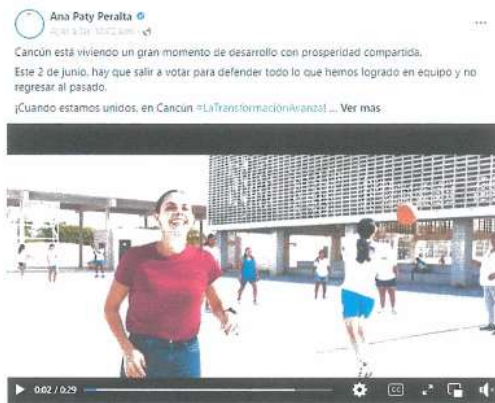 Ana Paty Peralta
Cancún está viviendo un gran momento de desarrollo con prosperidad compartida.
Este 2 de junio, hay que salir a votar para defender todo lo que hemos logrado en equipo y no
regresar al pasado.
¡Cuando estamos unidos, en Cancún #LaTransformaciónAvanza! ... Ver más
0:02 / 0:29
CC